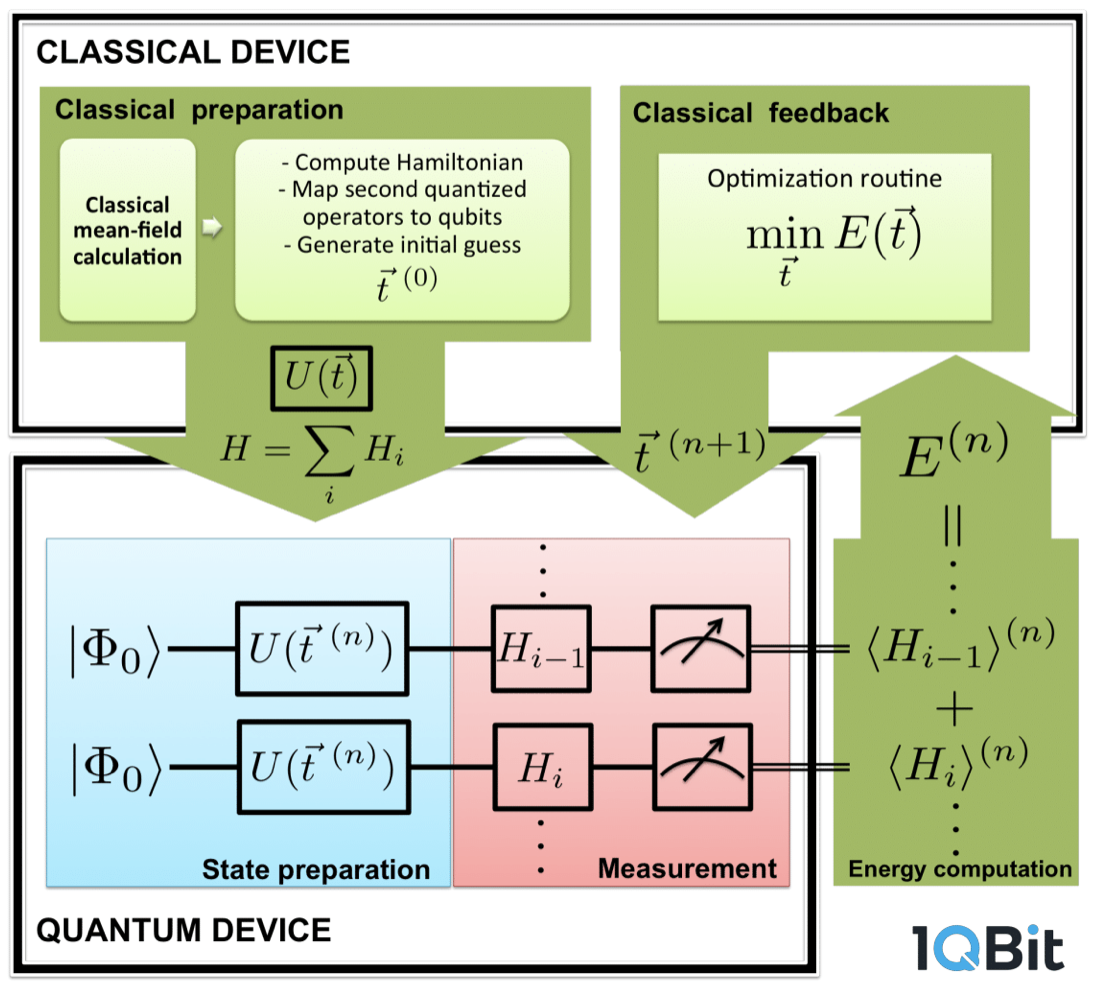 CLASSICAL DEVICE
Classical preparation
Classical
mean-field
calculation
- Compute Hamiltonian
- Map second quantized
operators to qubits
- Generate initial guess
$\vec{t}^{\,(0)}$
Classical feedback
Optimization routine
$\min_{\vec{t}} E(\vec{t})$
$U(\vec{t})$
$H = \sum_i H_i$
$\vec{t}^{\,(n+1)}$
$E^{(n)}$
||
$|\Phi_0\rangle$ $U(\vec{t}^{\,(n)})$ $H_{i-1}$ $\langle H_{i-1}\rangle^{(n)}$
+
$|\Phi_0\rangle$ $U(\vec{t}^{\,(n)})$ $H_i$ $\langle H_i\rangle^{(n)}$
State preparation
Measurement
Energy computation
QUANTUM DEVICE
1QBit